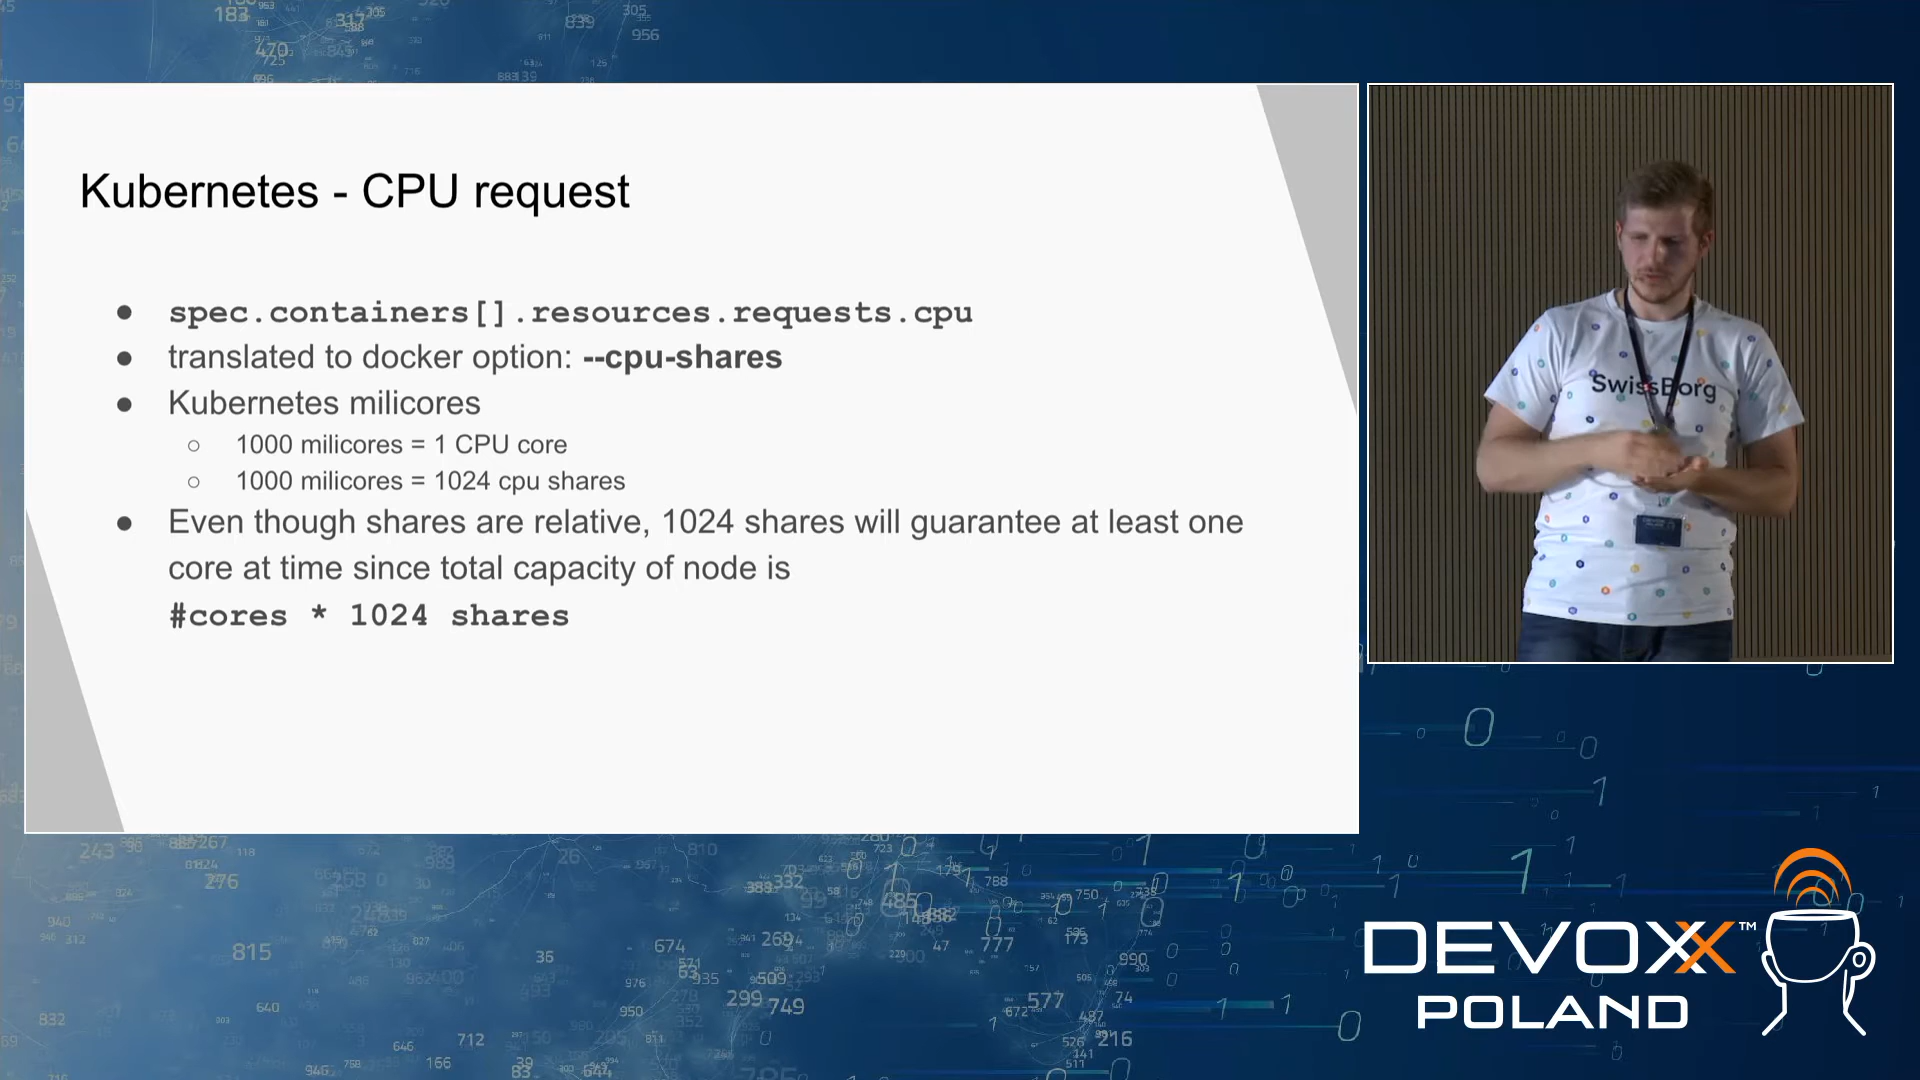 Kubernetes - CPU request
spec.containers[].resources.requests.cpu
translated to docker option: --cpu-shares
Kubernetes milicores
1000 milicores = 1 CPU core
1000 milicores = 1024 cpu shares
Even though shares are relative, 1024 shares will guarantee at least one
core at time since total capacity of node is
#cores * 1024 shares
SwissBorg
DEVOXX™
POLAND